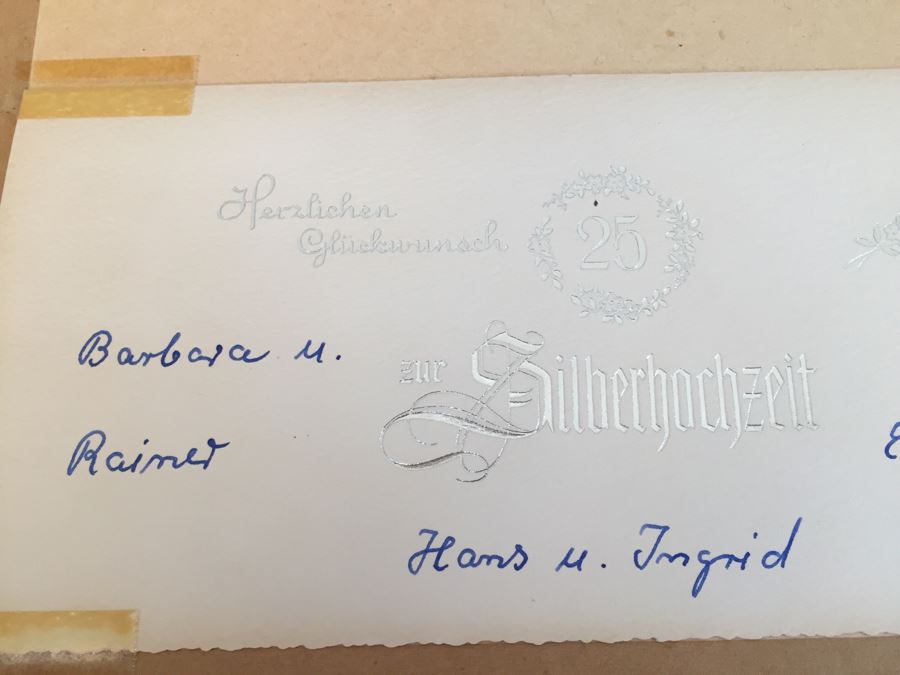 Herzlichen
Glückwunsch
25
zur Silberhochzeit
Barbara u.
Rainer
Hans u. Ingrid